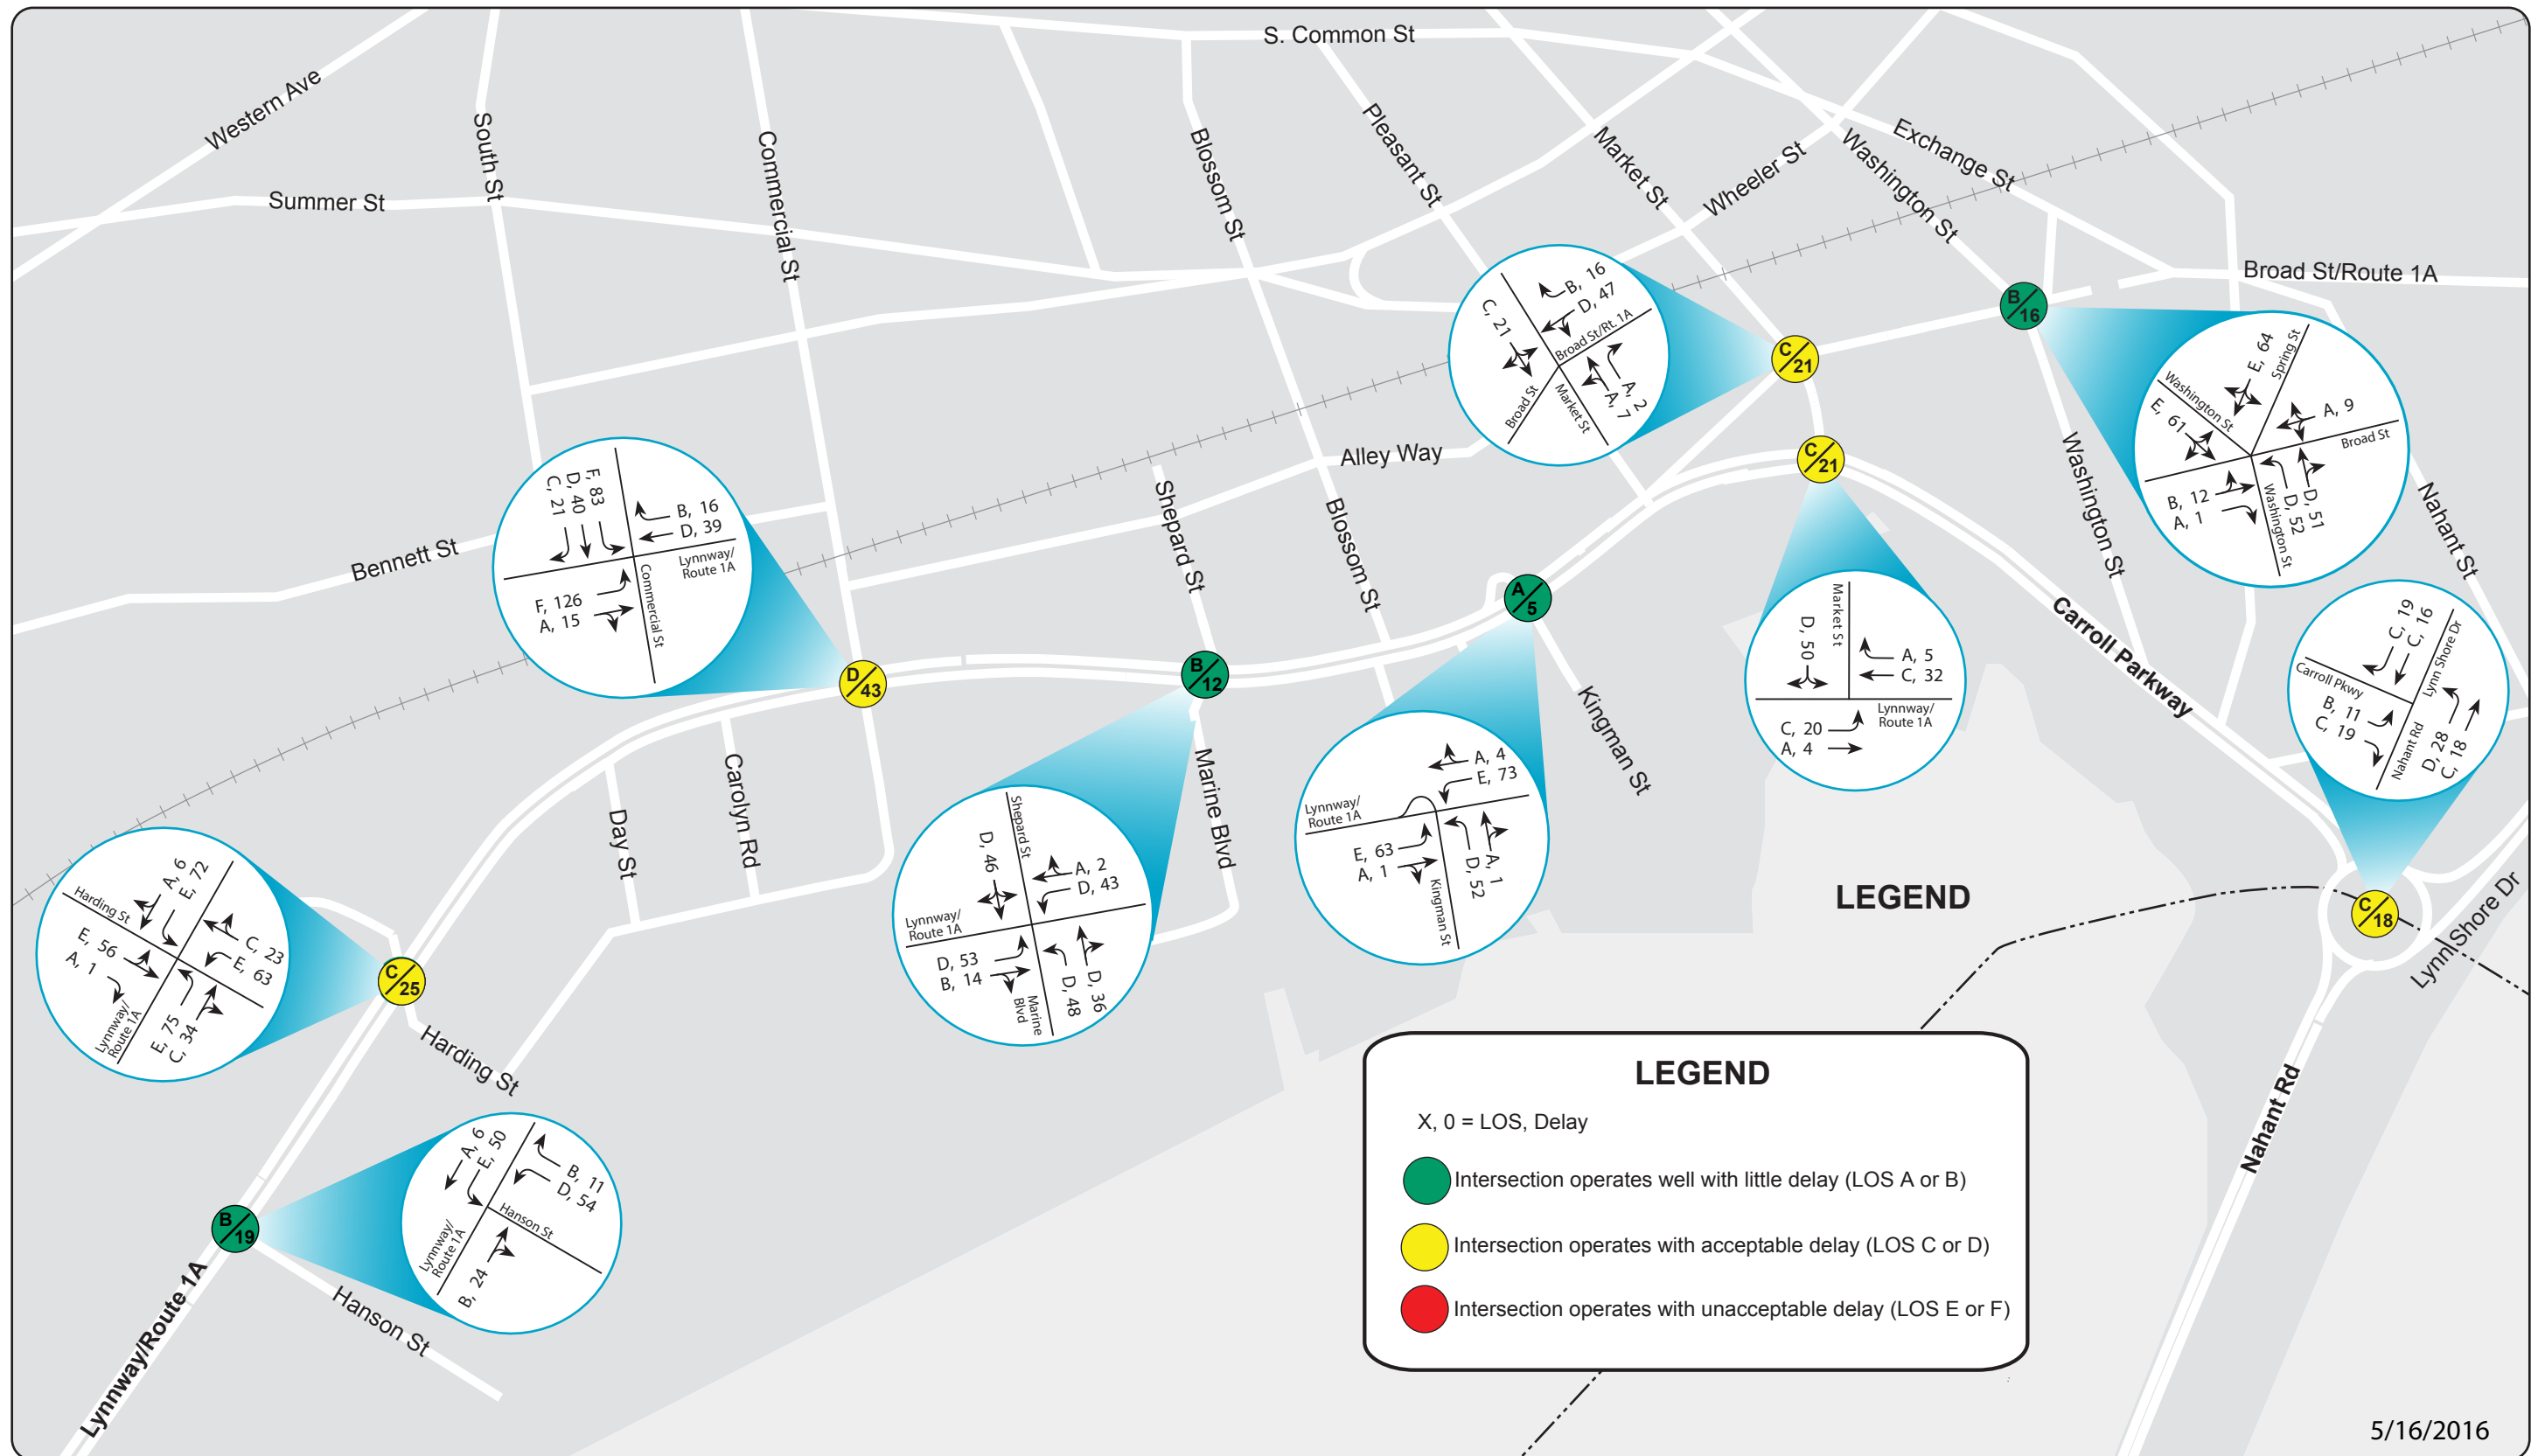 S. Common St
Western Ave
South St
Commercial St
Blossom St
Pleasant St
Market St
Wheeler St
Washington St
Exchange St
Summer St
Broad St/Route 1A
B/16
C/21
C, 21
B, 16
D, 47
Broad St/Rt. 1A
Broad St
Market St
A, 2
A, 7
Washington St
Spring St
E, 64
E, 61
A, 9
Broad St
B, 12
A, 1
Washington St
D, 52
D, 51
Alley Way
Shepard St
Blossom St
Washington St
Nahant St
Bennett St
C, 21
D, 40
F, 83
B, 16
D, 39
Lynnway/
Route 1A
Commercial St
F, 126
A, 15
D/43
B/12
A/5
C/21
Market St
D, 50
A, 5
C, 32
Lynnway/
Route 1A
C, 20
A, 4
Carroll Parkway
C, 19
C, 16
Carroll Pkwy
Lynn Shore Dr
B, 11
C, 19
Nahant Rd
D, 28
C, 18
C/18
Lynn Shore Dr
Kingman St
Marine Blvd
Carolyn Rd
Day St
A, 4
E, 73
Lynnway/
Route 1A
E, 63
A, 1
Kingman St
D, 52
A, 1
Shepard St
D, 46
A, 2
D, 43
Lynnway/
Route 1A
D, 53
B, 14
Marine
Blvd
D, 48
D, 36
A, 6
E, 72
Harding St
E, 56
A, 1
C, 23
E, 63
Lynnway/
Route 1A
E, 75
C, 34
C/25
Harding St
B/19
A, 6
E, 50
B, 11
D, 54
Hanson St
Lynnway/
Route 1A
B, 24
Hanson St
Lynnway/Route 1A
Nahant Rd
LEGEND
LEGEND
X, 0 = LOS, Delay
Intersection operates well with little delay (LOS A or B)
Intersection operates with acceptable delay (LOS C or D)
Intersection operates with unacceptable delay (LOS E or F)
5/16/2016